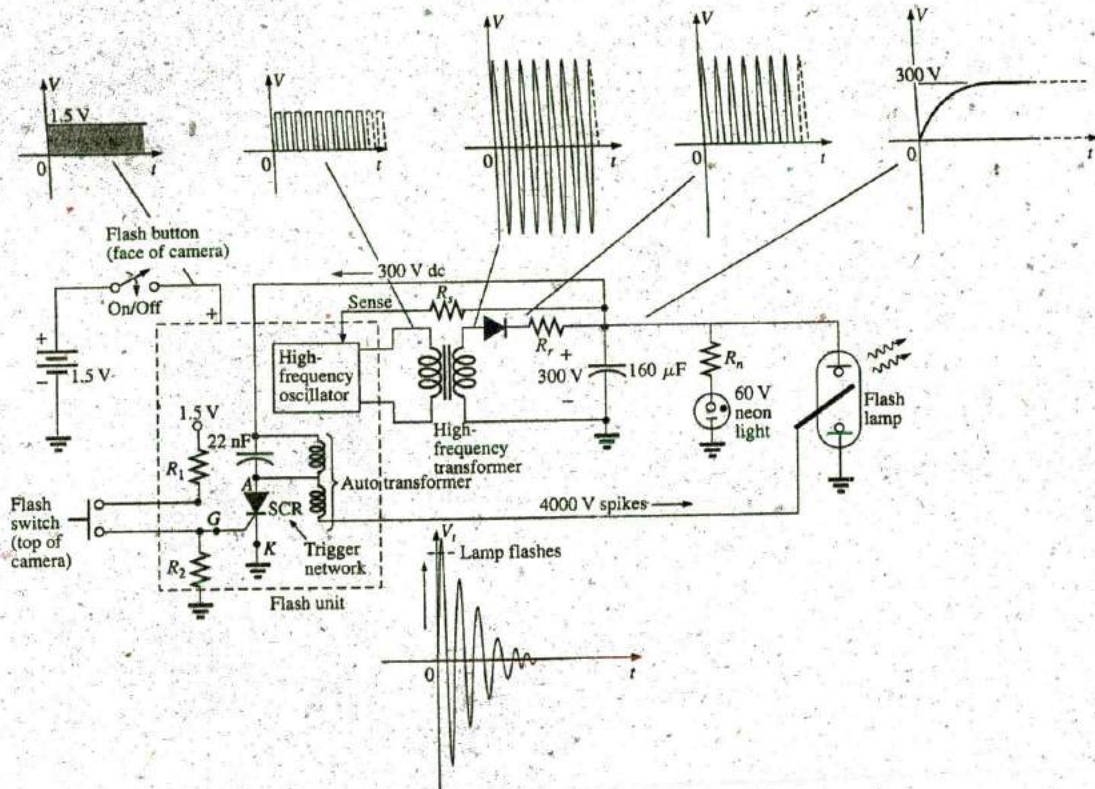 V
1.5 V
0
t
V
0
t
V
0
t
V
0
t
V
300 V
0
t
Flash button
(face of camera)
On/Off
+
300 V dc
Sense
Rs
+
−
1.5 V
High-
frequency
oscillator
Rr
+
300 V
−
160 μF
Rn
60 V
neon
light
Flash
lamp
High-
frequency
transformer
1.5 V
22 nF
R1
A
Auto transformer
SCR
4000 V spikes
Flash
switch
(top of
camera)
G
K
Trigger
network
R2
Flash unit
Vt
Lamp flashes
0
t